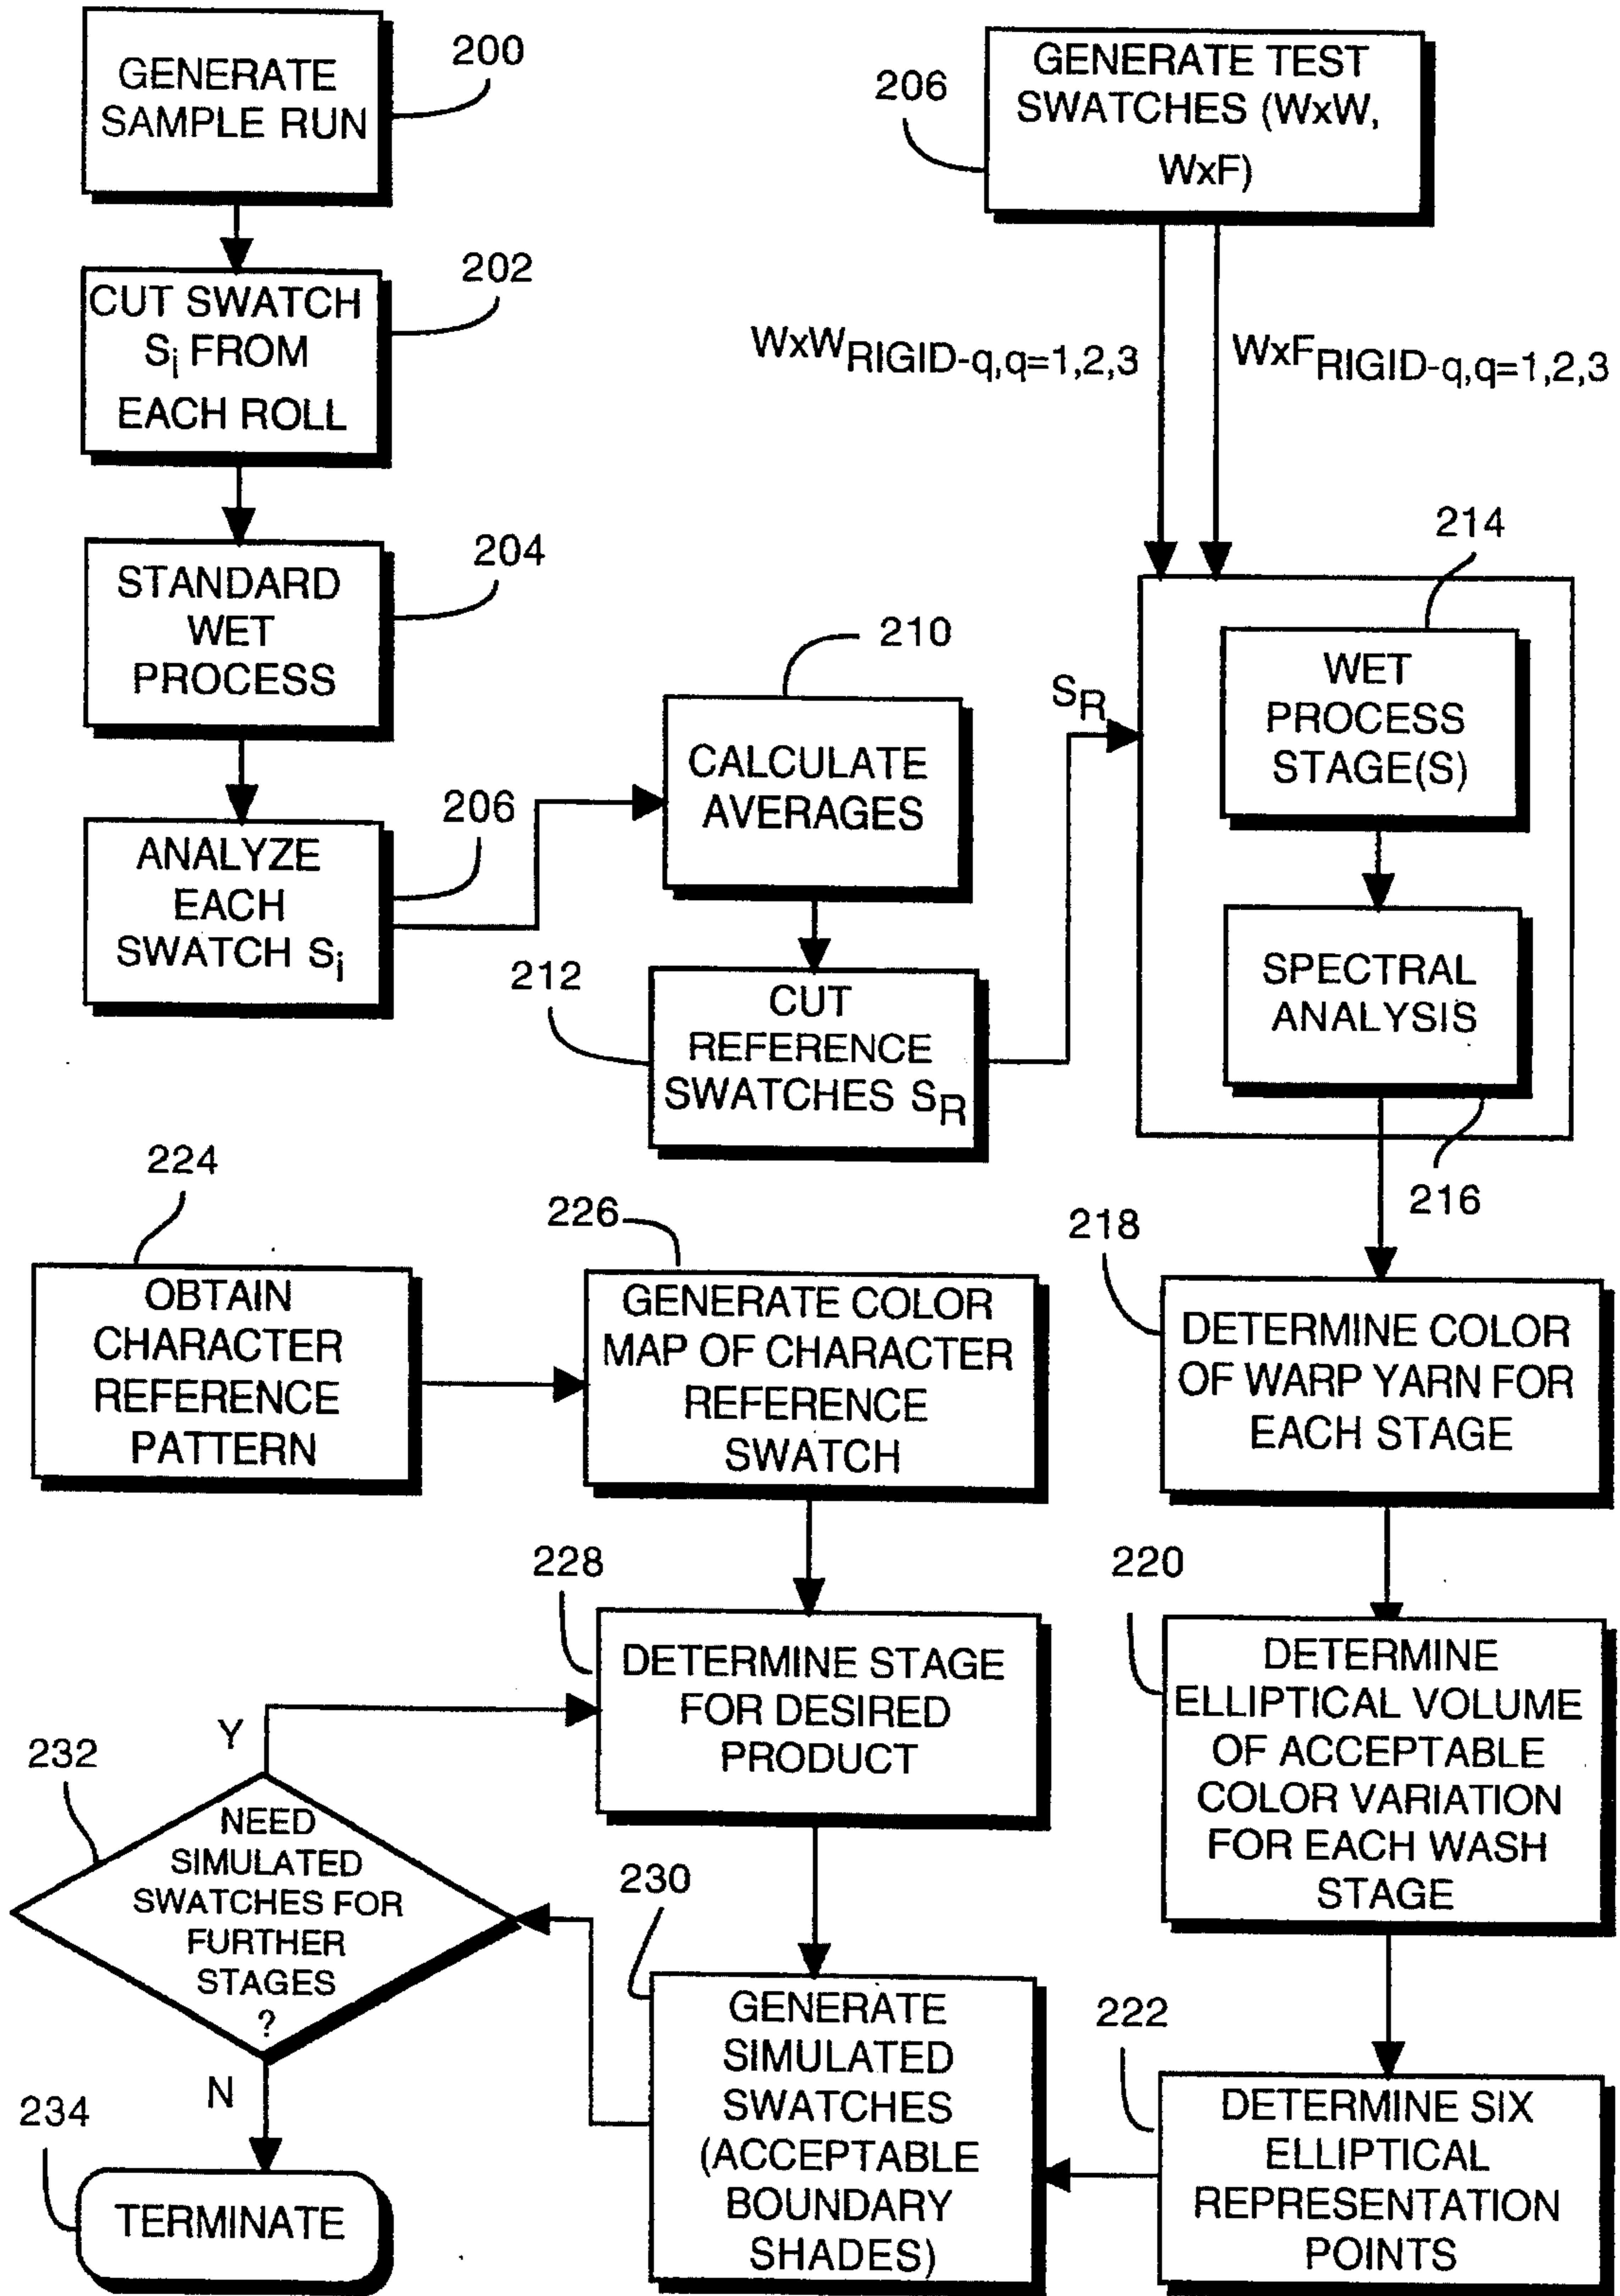 GENERATE
SAMPLE RUN
200
CUT SWATCH
Si FROM
EACH ROLL
202
STANDARD
WET
PROCESS
204
ANALYZE
EACH
SWATCH Si
206
GENERATE TEST
SWATCHES (WxW,
WxF)
206
WxW RIGID-q,q=1,2,3
WxF RIGID-q,q=1,2,3
210
CALCULATE
AVERAGES
212
CUT
REFERENCE
SWATCHES SR
SR
214
WET
PROCESS
STAGE(S)
SPECTRAL
ANALYSIS
216
218
DETERMINE COLOR
OF WARP YARN FOR
EACH STAGE
220
DETERMINE
ELLIPTICAL VOLUME
OF ACCEPTABLE
COLOR VARIATION
FOR EACH WASH
STAGE
222
DETERMINE SIX
ELLIPTICAL
REPRESENTATION
POINTS
224
OBTAIN
CHARACTER
REFERENCE
PATTERN
226
GENERATE COLOR
MAP OF CHARACTER
REFERENCE
SWATCH
228
DETERMINE STAGE
FOR DESIRED
PRODUCT
230
GENERATE
SIMULATED
SWATCHES
(ACCEPTABLE
BOUNDARY
SHADES)
232
Y
NEED
SIMULATED
SWATCHES FOR
FURTHER
STAGES
?
N
234
TERMINATE